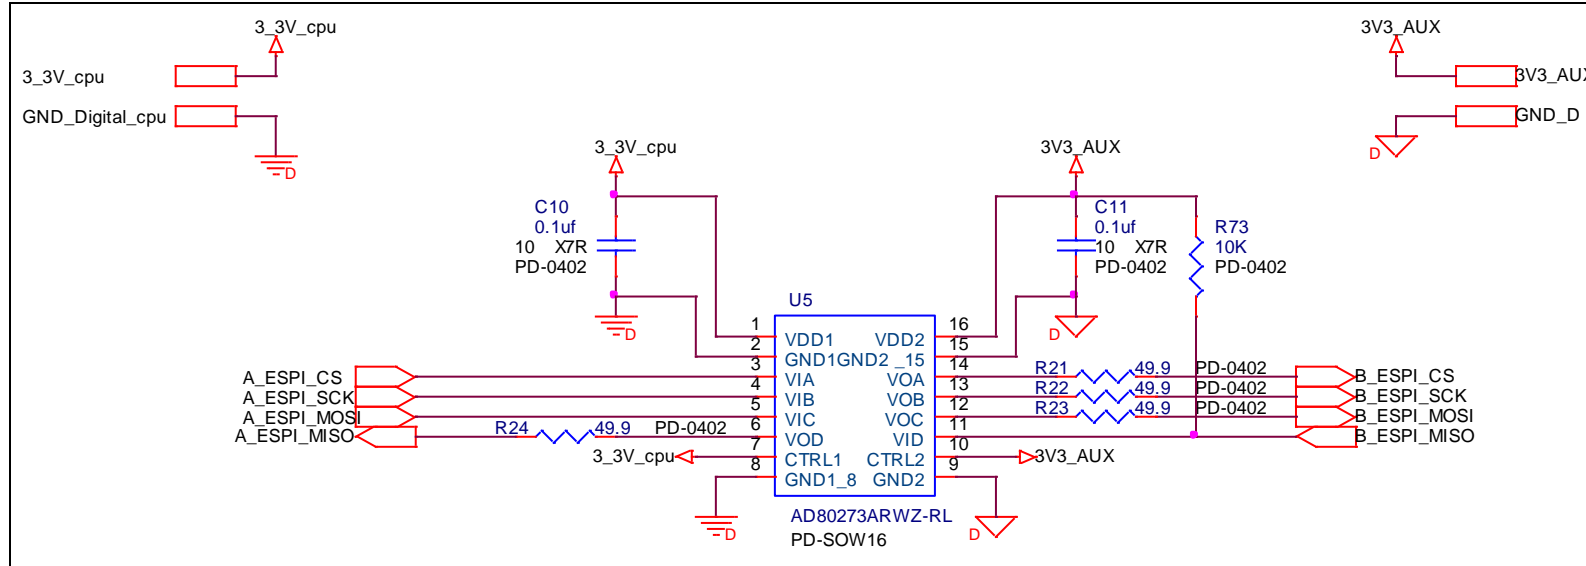 3_3V_cpu
3V3_AUX
3_3V_cpu
3V3_AUX
GND_Digital_cpu
GND_D
D
D
3_3V_cpu
3V3_AUX
C10
0.1uf
10 X7R
PD-0402
C11
0.1uf
10 X7R
PD-0402
R73
10K
PD-0402
D
D
U5
1 VDD1 VDD2 16
2 GND1 GND2 _15 15
3 VIA VOA 14
4 VIB VOB 13
5 VIC VOC 12
6 VOD VID 11
7 CTRL1 CTRL2 10
8 GND1_8 GND2 9
A_ESPI_CS
A_ESPI_SCK
A_ESPI_MOSI
A_ESPI_MISO
R24 49.9 PD-0402
3_3V_cpu
R21 49.9 PD-0402
R22 49.9 PD-0402
R23 49.9 PD-0402
B_ESPI_CS
B_ESPI_SCK
B_ESPI_MOSI
B_ESPI_MISO
3V3_AUX
D
D
AD80273ARWZ-RL
PD-SOW16